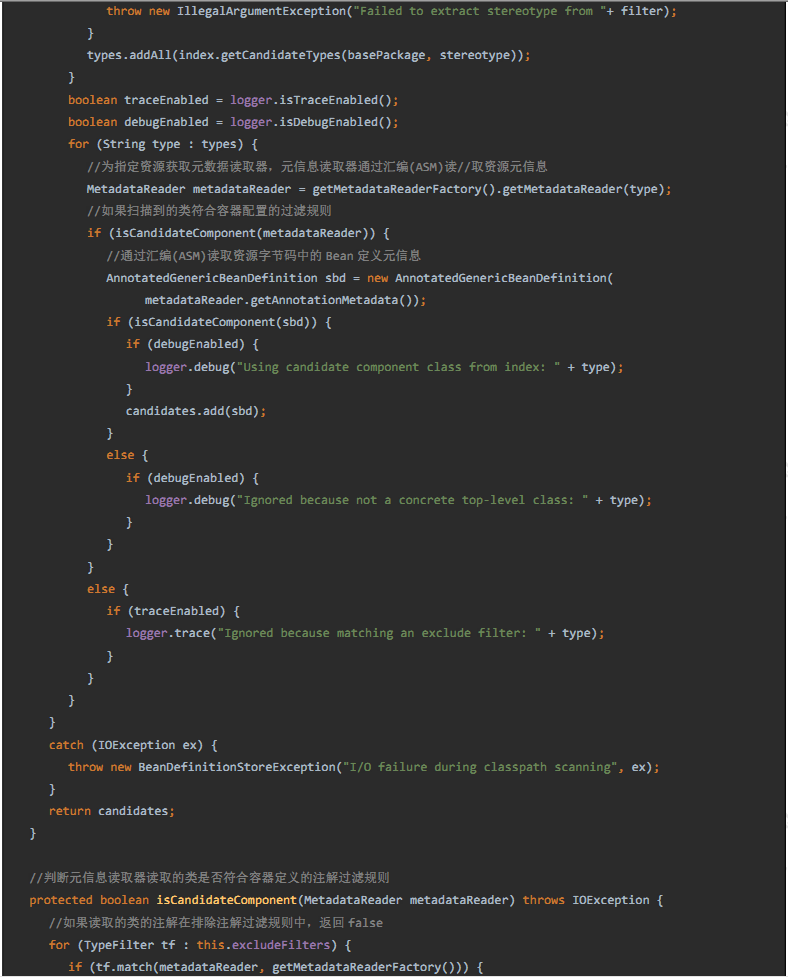 throw new IllegalArgumentException("Failed to extract stereotype from "+ filter);
}
types.addAll(index.getCandidateTypes(basePackage, stereotype));
}
boolean traceEnabled = logger.isTraceEnabled();
boolean debugEnabled = logger.isDebugEnabled();
for (String type : types) {
//为指定资源获取元数据读取器，元信息读取器通过汇编(ASM)读//取资源元信息
MetadataReader metadataReader = getMetadataReaderFactory().getMetadataReader(type);
//如果扫描到的类符合容器配置的过滤规则
if (isCandidateComponent(metadataReader)) {
//通过汇编(ASM)读取资源字节码中的 Bean 定义元信息
AnnotatedGenericBeanDefinition sbd = new AnnotatedGenericBeanDefinition(
metadataReader.getAnnotationMetadata());
if (isCandidateComponent(sbd)) {
if (debugEnabled) {
logger.debug("Using candidate component class from index: " + type);
}
candidates.add(sbd);
}
else {
if (debugEnabled) {
logger.debug("Ignored because not a concrete top-level class: " + type);
}
}
}
else {
if (traceEnabled) {
logger.trace("Ignored because matching an exclude filter: " + type);
}
}
}
}
catch (IOException ex) {
throw new BeanDefinitionStoreException("I/O failure during classpath scanning", ex);
}
return candidates;
}
//判断元信息读取器读取的类是否符合容器定义的注解过滤规则
protected boolean isCandidateComponent(MetadataReader metadataReader) throws IOException {
//如果读取的类的注解在排除注解过滤规则中，返回 false
for (TypeFilter tf : this.excludeFilters) {
if (tf.match(metadataReader, getMetadataReaderFactory())) {